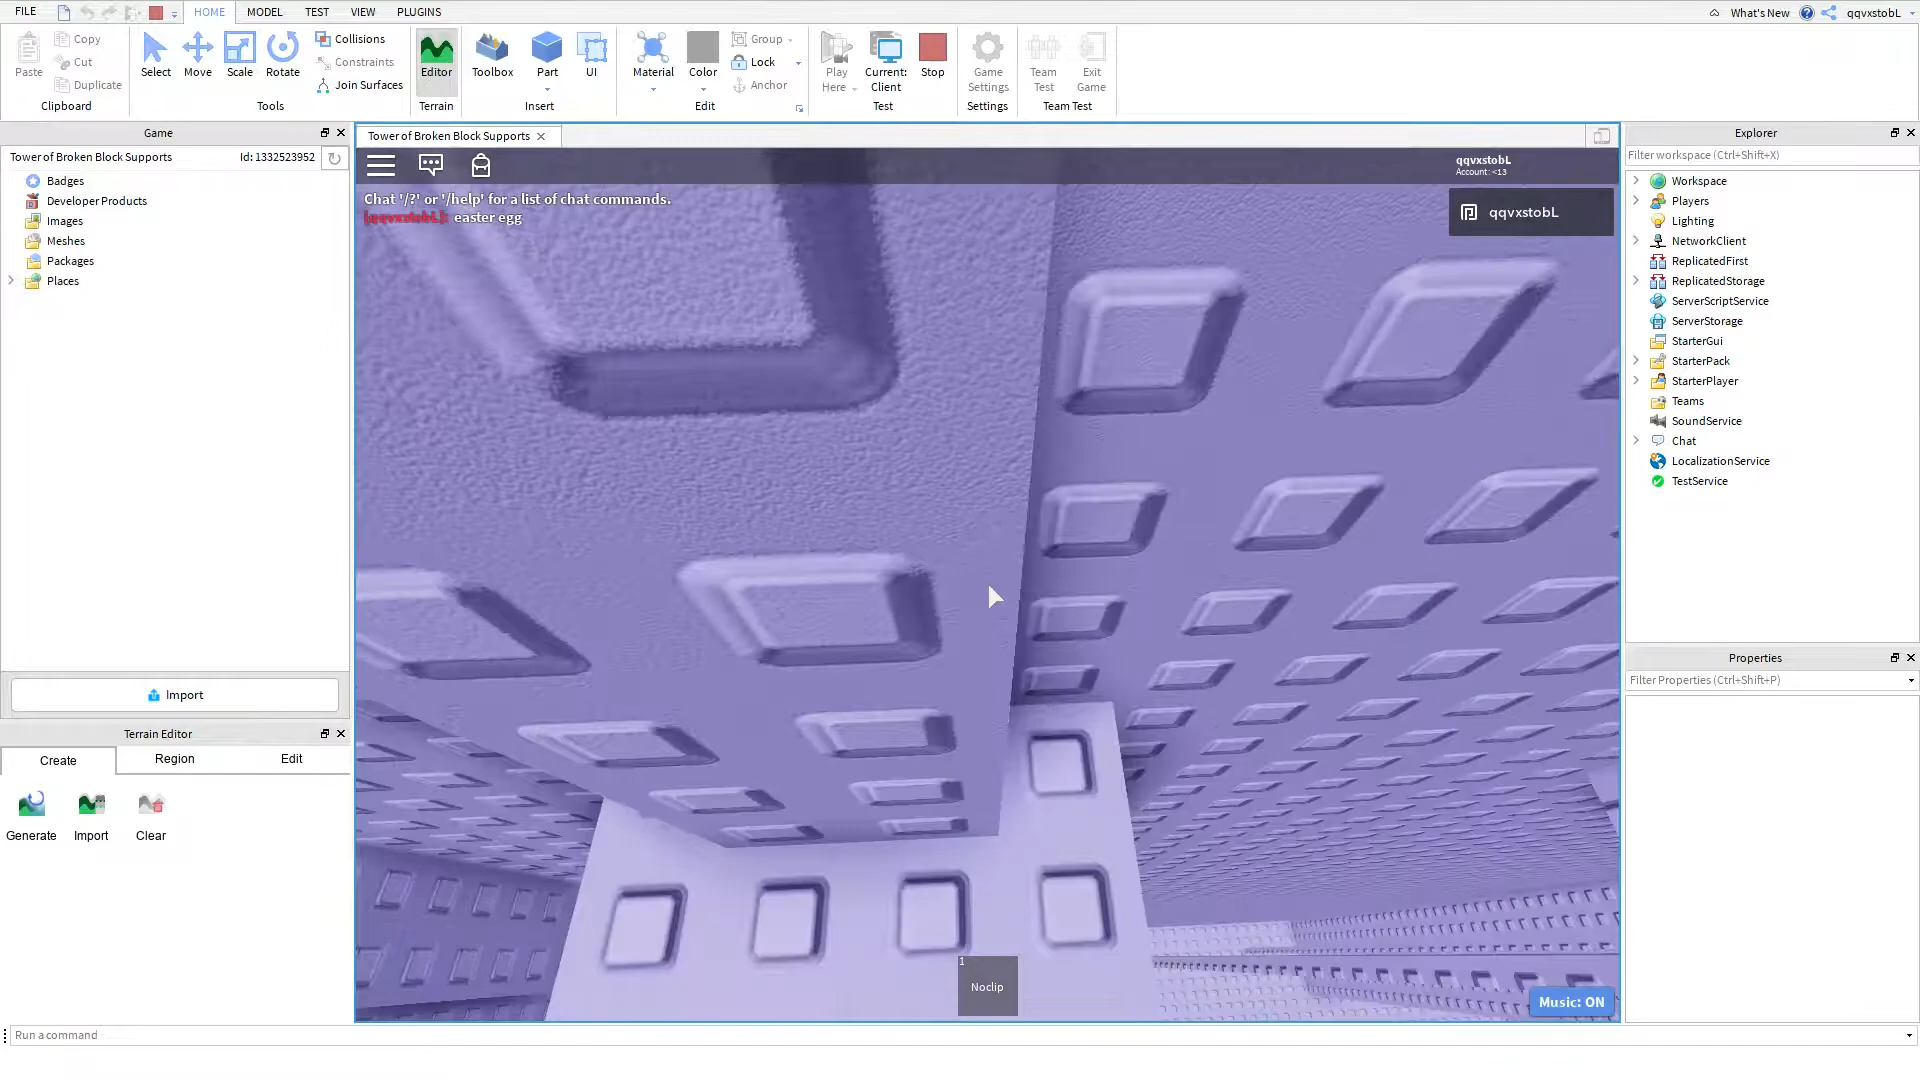 FILE
HOME
MODEL
TEST
VIEW
PLUGINS
What's New
qqvxstobL
Paste
Copy
Cut
Duplicate
Clipboard
Select
Move
Scale
Rotate
Collisions
Constraints
Join Surfaces
Tools
Editor
Terrain
Toolbox
Part
UI
Insert
Material
Color
Group
Lock
Anchor
Edit
Play
Here
Current:
Client
Stop
Test
Game
Settings
Settings
Team
Test
Exit
Game
Team Test
Game
Tower of Broken Block Supports
Id: 1332523952
Badges
Developer Products
Images
Meshes
Packages
Places
Import
Terrain Editor
Create
Region
Edit
Generate
Import
Clear
Tower of Broken Block Supports
Chat '/?' or '/help' for a list of chat commands.
[qqvxstobL]: easter egg
qqvxstobL
Account: <13
qqvxstobL
1
Noclip
Music: ON
Explorer
Filter workspace (Ctrl+Shift+X)
Workspace
Players
Lighting
NetworkClient
ReplicatedFirst
ReplicatedStorage
ServerScriptService
ServerStorage
StarterGui
StarterPack
StarterPlayer
Teams
SoundService
Chat
LocalizationService
TestService
Properties
Filter Properties (Ctrl+Shift+P)
Run a command